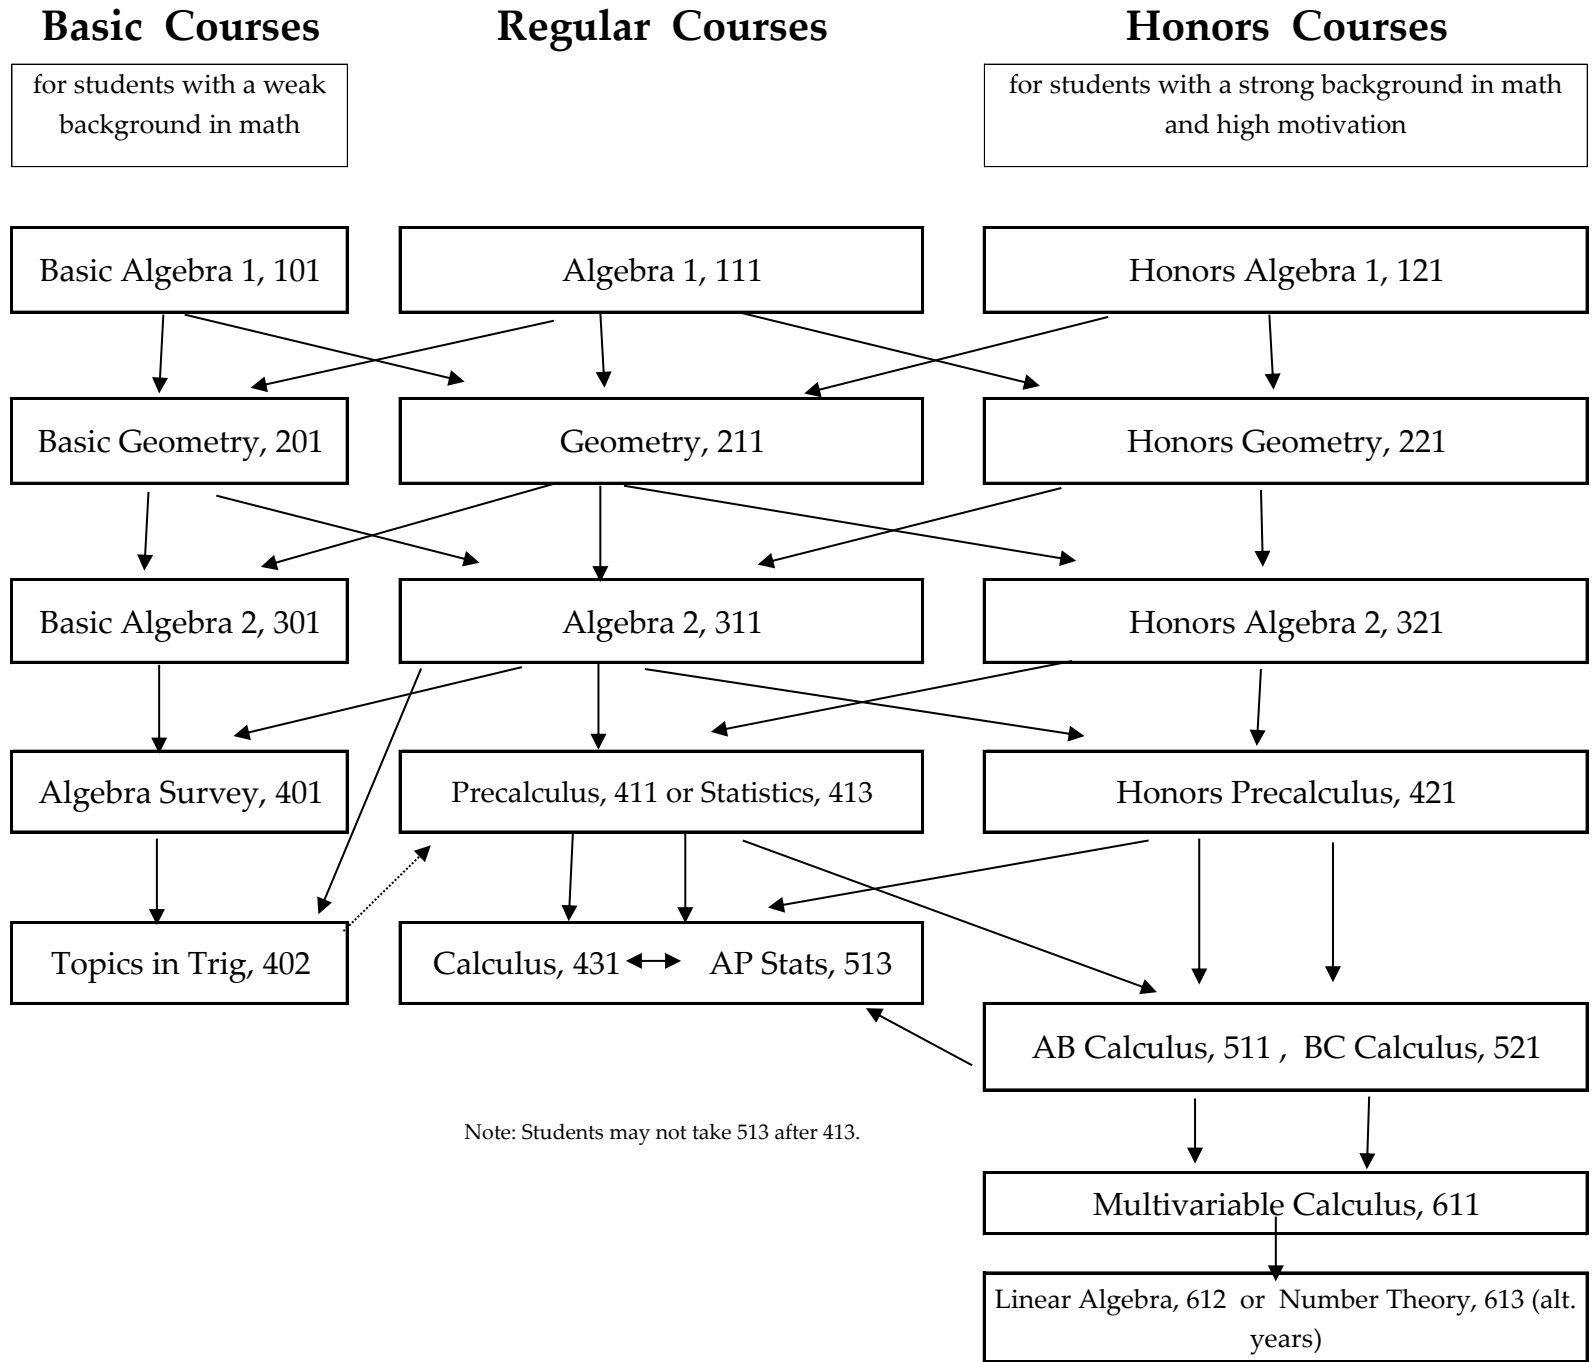 Basic Courses
Regular Courses
Honors Courses
for students with a weak
background in math
for students with a strong background in math
and high motivation
Basic Algebra 1, 101
Algebra 1, 111
Honors Algebra 1, 121
Basic Geometry, 201
Geometry, 211
Honors Geometry, 221
Basic Algebra 2, 301
Algebra 2, 311
Honors Algebra 2, 321
Algebra Survey, 401
Precalculus, 411 or Statistics, 413
Honors Precalculus, 421
Topics in Trig, 402
Calculus, 431
AP Stats, 513
AB Calculus, 511 , BC Calculus, 521
Note: Students may not take 513 after 413.
Multivariable Calculus, 611
Linear Algebra, 612 or Number Theory, 613 (alt.
years)